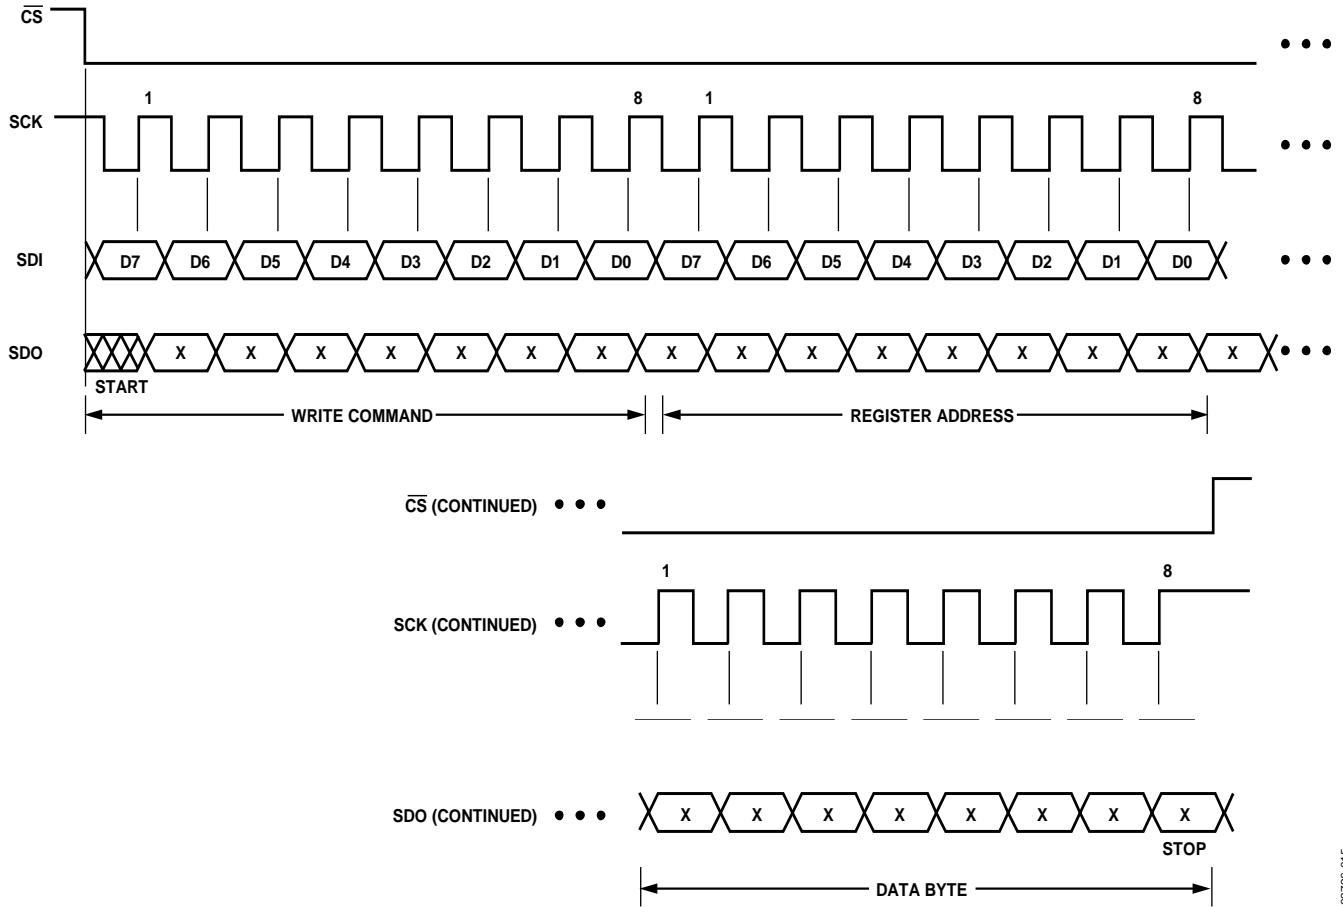 CS
1 8 1 8
SCK
SDI D7 D6 D5 D4 D3 D2 D1 D0 D7 D6 D5 D4 D3 D2 D1 D0
SDO X X X X X X X X X X X X X X X X
START
WRITE COMMAND REGISTER ADDRESS
CS (CONTINUED)
1 8
SCK (CONTINUED)
SDO (CONTINUED) X X X X X X X X
STOP
DATA BYTE